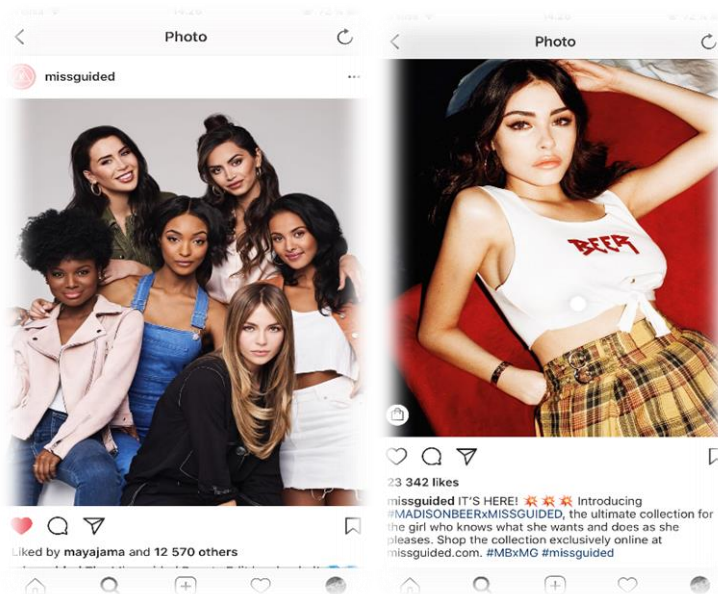 Photo
missguided
Liked by mayajama and 12 570 others
Photo
BEER
23 342 likes
missguided IT'S HERE! 💥 💥 💥 Introducing
#MADISONBEERxMISSGUIDED, the ultimate collection for
the girl who knows what she wants and does as she
pleases. Shop the collection exclusively online at
missguided.com. #MBxMG #missguided